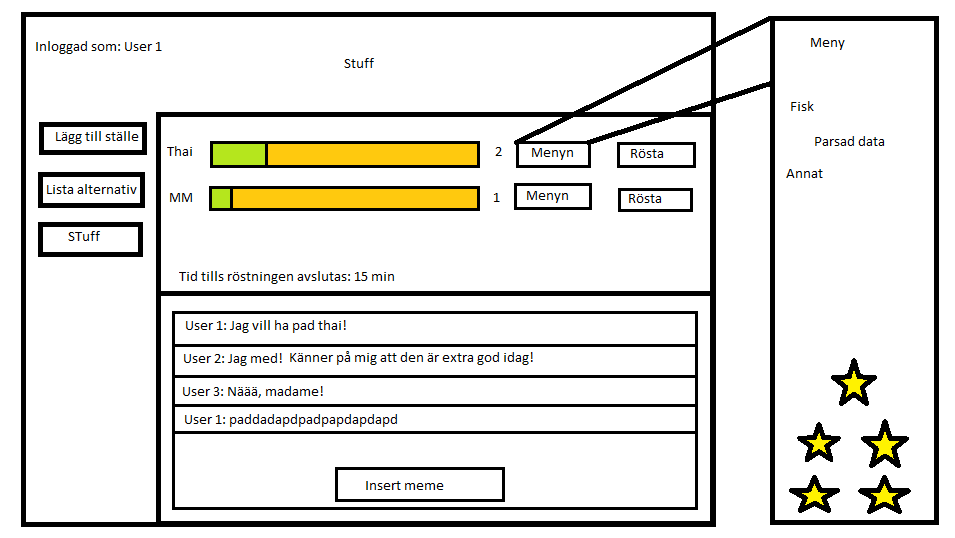 Inloggad som: User 1
Stuff
Lägg till ställe
Lista alternativ
STuff
Thai 2 Menyn Rösta
MM 1 Menyn Rösta
Tid tills röstningen avslutas: 15 min
User 1: Jag vill ha pad thai!
User 2: Jag med! Känner på mig att den är extra god idag!
User 3: Näää, madame!
User 1: paddadapdpadpapdapdapd
Insert meme
Meny
Fisk
Parsad data
Annat